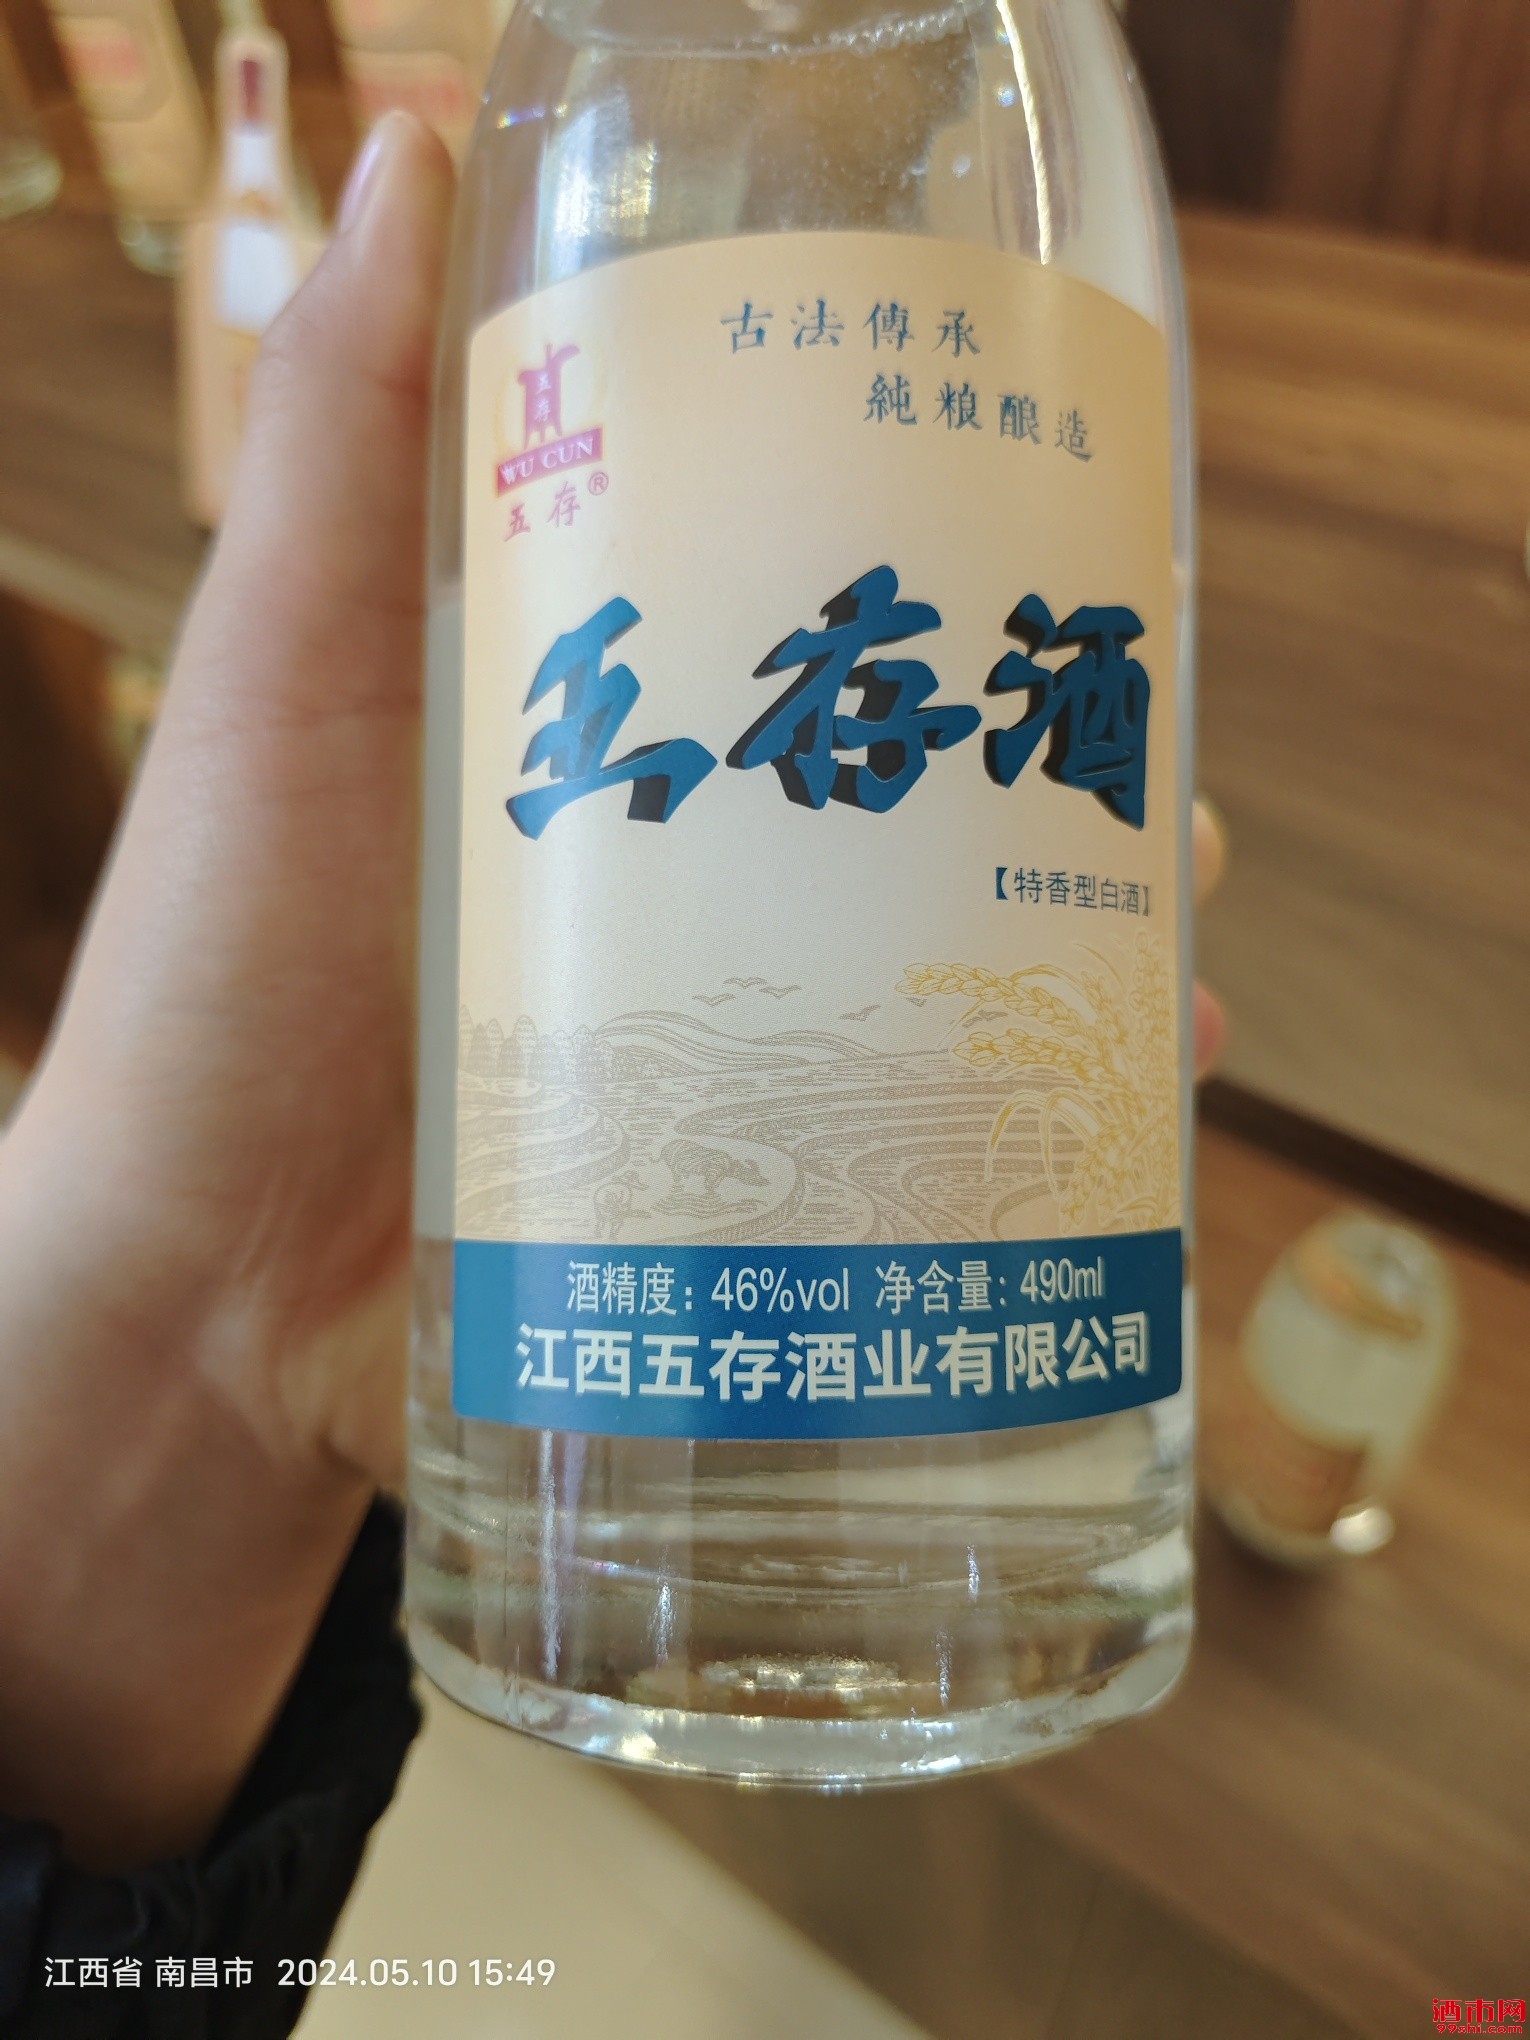 古法傳承
純粮酿造
五存
WU CUN
五存®
五存酒
【特香型白酒】
酒精度：46%vol 净含量：490ml
江西五存酒业有限公司
江西省 南昌市 2024.05.10 15:49
酒市网
99shi.com